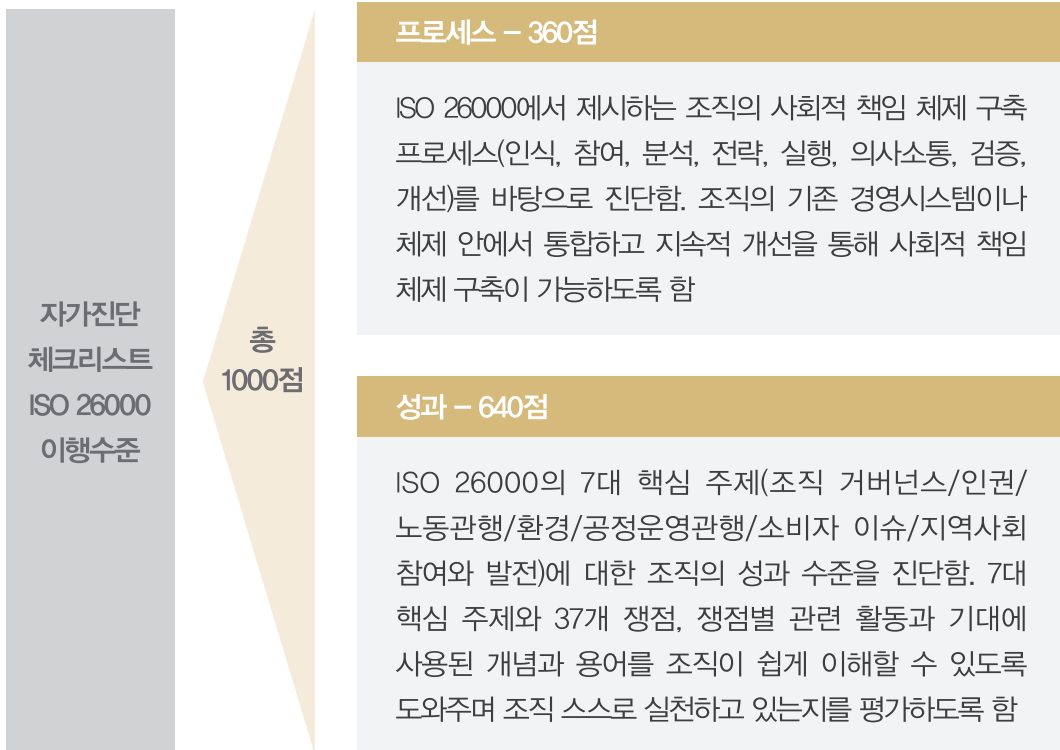 자가진단
체크리스트
ISO 26000
이행수준
총
1000점
프로세스 – 360점
ISO 26000에서 제시하는 조직의 사회적 책임 체제 구축
프로세스(인식, 참여, 분석, 전략, 실행, 의사소통, 검증,
개선)를 바탕으로 진단함. 조직의 기존 경영시스템이나
체제 안에서 통합하고 지속적 개선을 통해 사회적 책임
체제 구축이 가능하도록 함
성과 – 640점
ISO 26000의 7대 핵심 주제(조직 거버넌스/인권/
노동관행/환경/공정운영관행/소비자 이슈/지역사회
참여와 발전)에 대한 조직의 성과 수준을 진단함. 7대
핵심 주제와 37개 쟁점, 쟁점별 관련 활동과 기대에
사용된 개념과 용어를 조직이 쉽게 이해할 수 있도록
도와주며 조직 스스로 실천하고 있는지를 평가하도록 함